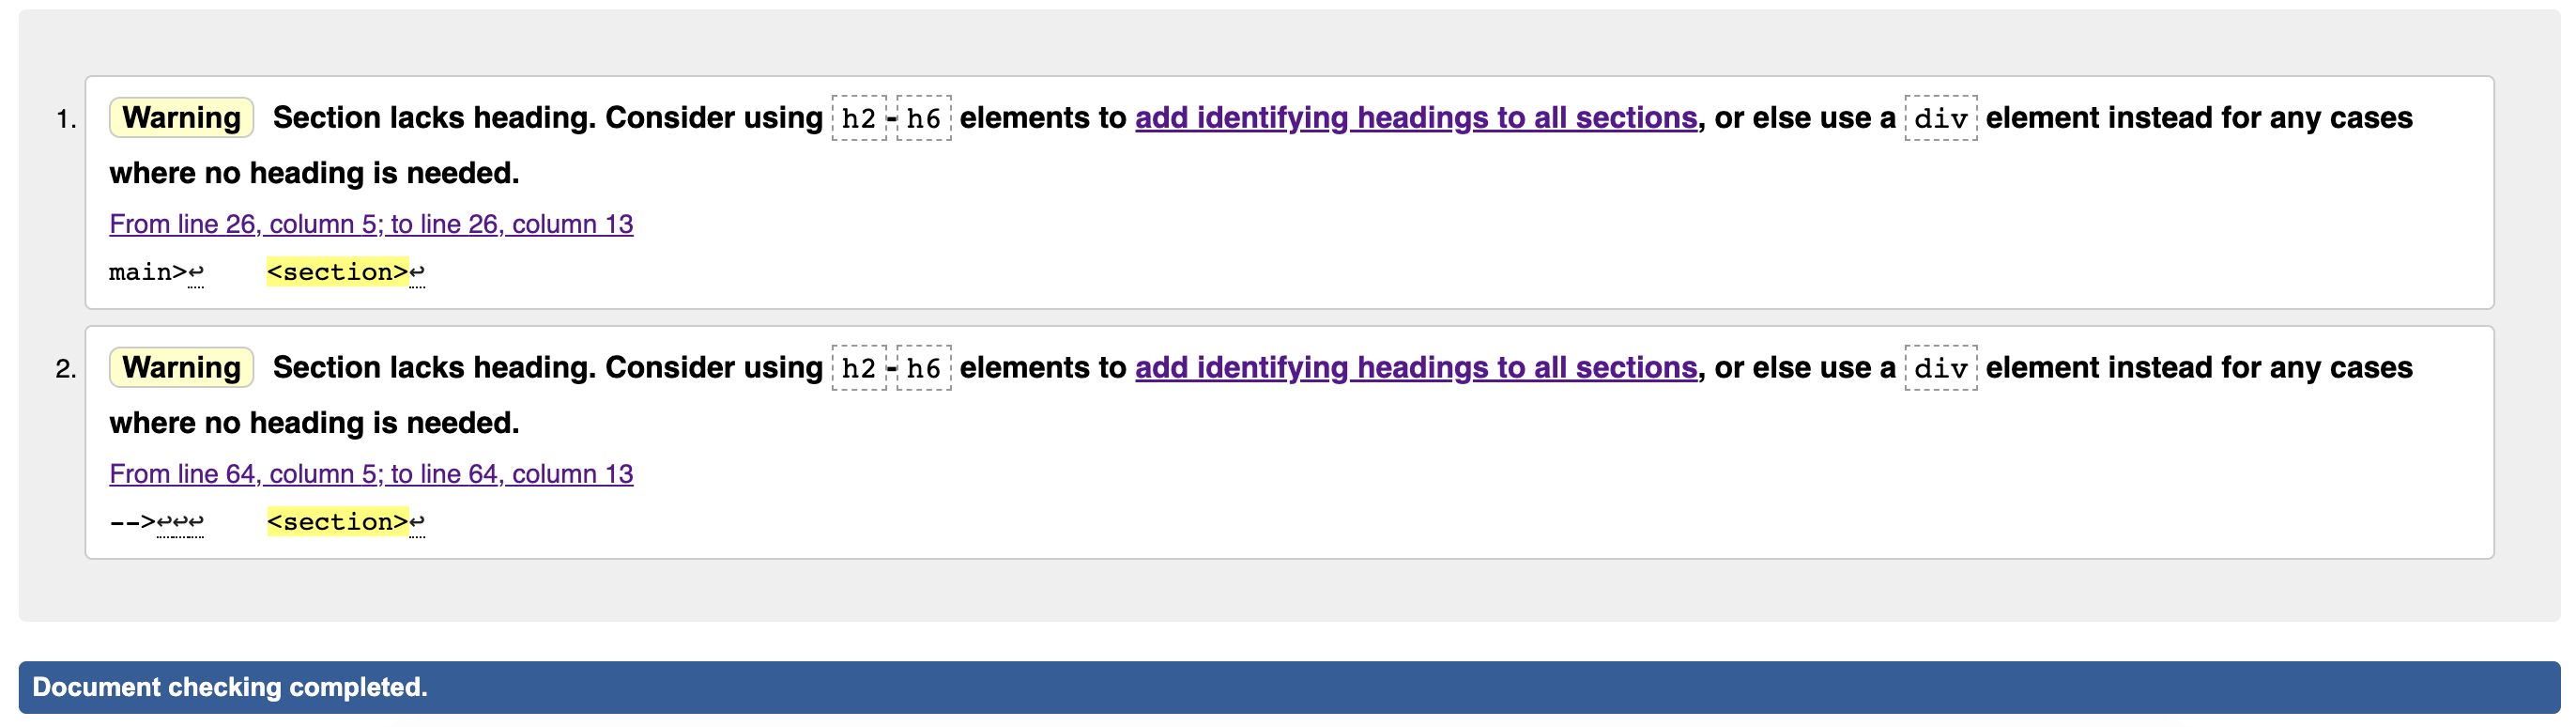 1. Warning Section lacks heading. Consider using h2-h6 elements to add identifying headings to all sections, or else use a div element instead for any cases
where no heading is needed.
From line 26, column 5; to line 26, column 13
main>↩    <section>↩
2. Warning Section lacks heading. Consider using h2-h6 elements to add identifying headings to all sections, or else use a div element instead for any cases
where no heading is needed.
From line 64, column 5; to line 64, column 13
-->↩↩↩    <section>↩
Document checking completed.